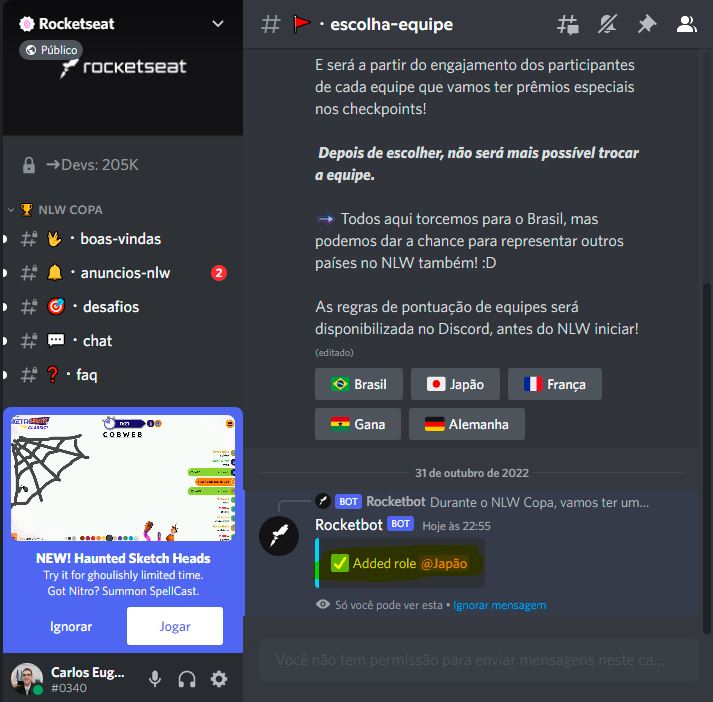 Rocketseat
Público
rocketseat
→Devs: 205K
NLW COPA
boas-vindas
anuncios-nlw
2
desafios
chat
faq
COBWEB
NEW! Haunted Sketch Heads
Try it for ghoulishly limited time.
Got Nitro? Summon SpellCast.
Ignorar
Jogar
Carlos Eug...
#0340
escolha-equipe
E será a partir do engajamento dos participantes
de cada equipe que vamos ter prêmios especiais
nos checkpoints!
Depois de escolher, não será mais possível trocar
a equipe.
→ Todos aqui torcemos para o Brasil, mas
podemos dar a chance para representar outros
países no NLW também! :D
As regras de pontuação de equipes será
disponibilizada no Discord, antes do NLW iniciar!
(editado)
Brasil
Japão
França
Gana
Alemanha
31 de outubro de 2022
BOT Rocketbot Durante o NLW Copa, vamos ter um...
Rocketbot BOT Hoje às 22:55
Added role @Japão
Só você pode ver esta • Ignorar mensagem
Você não tem permissão para enviar mensagens neste ca...